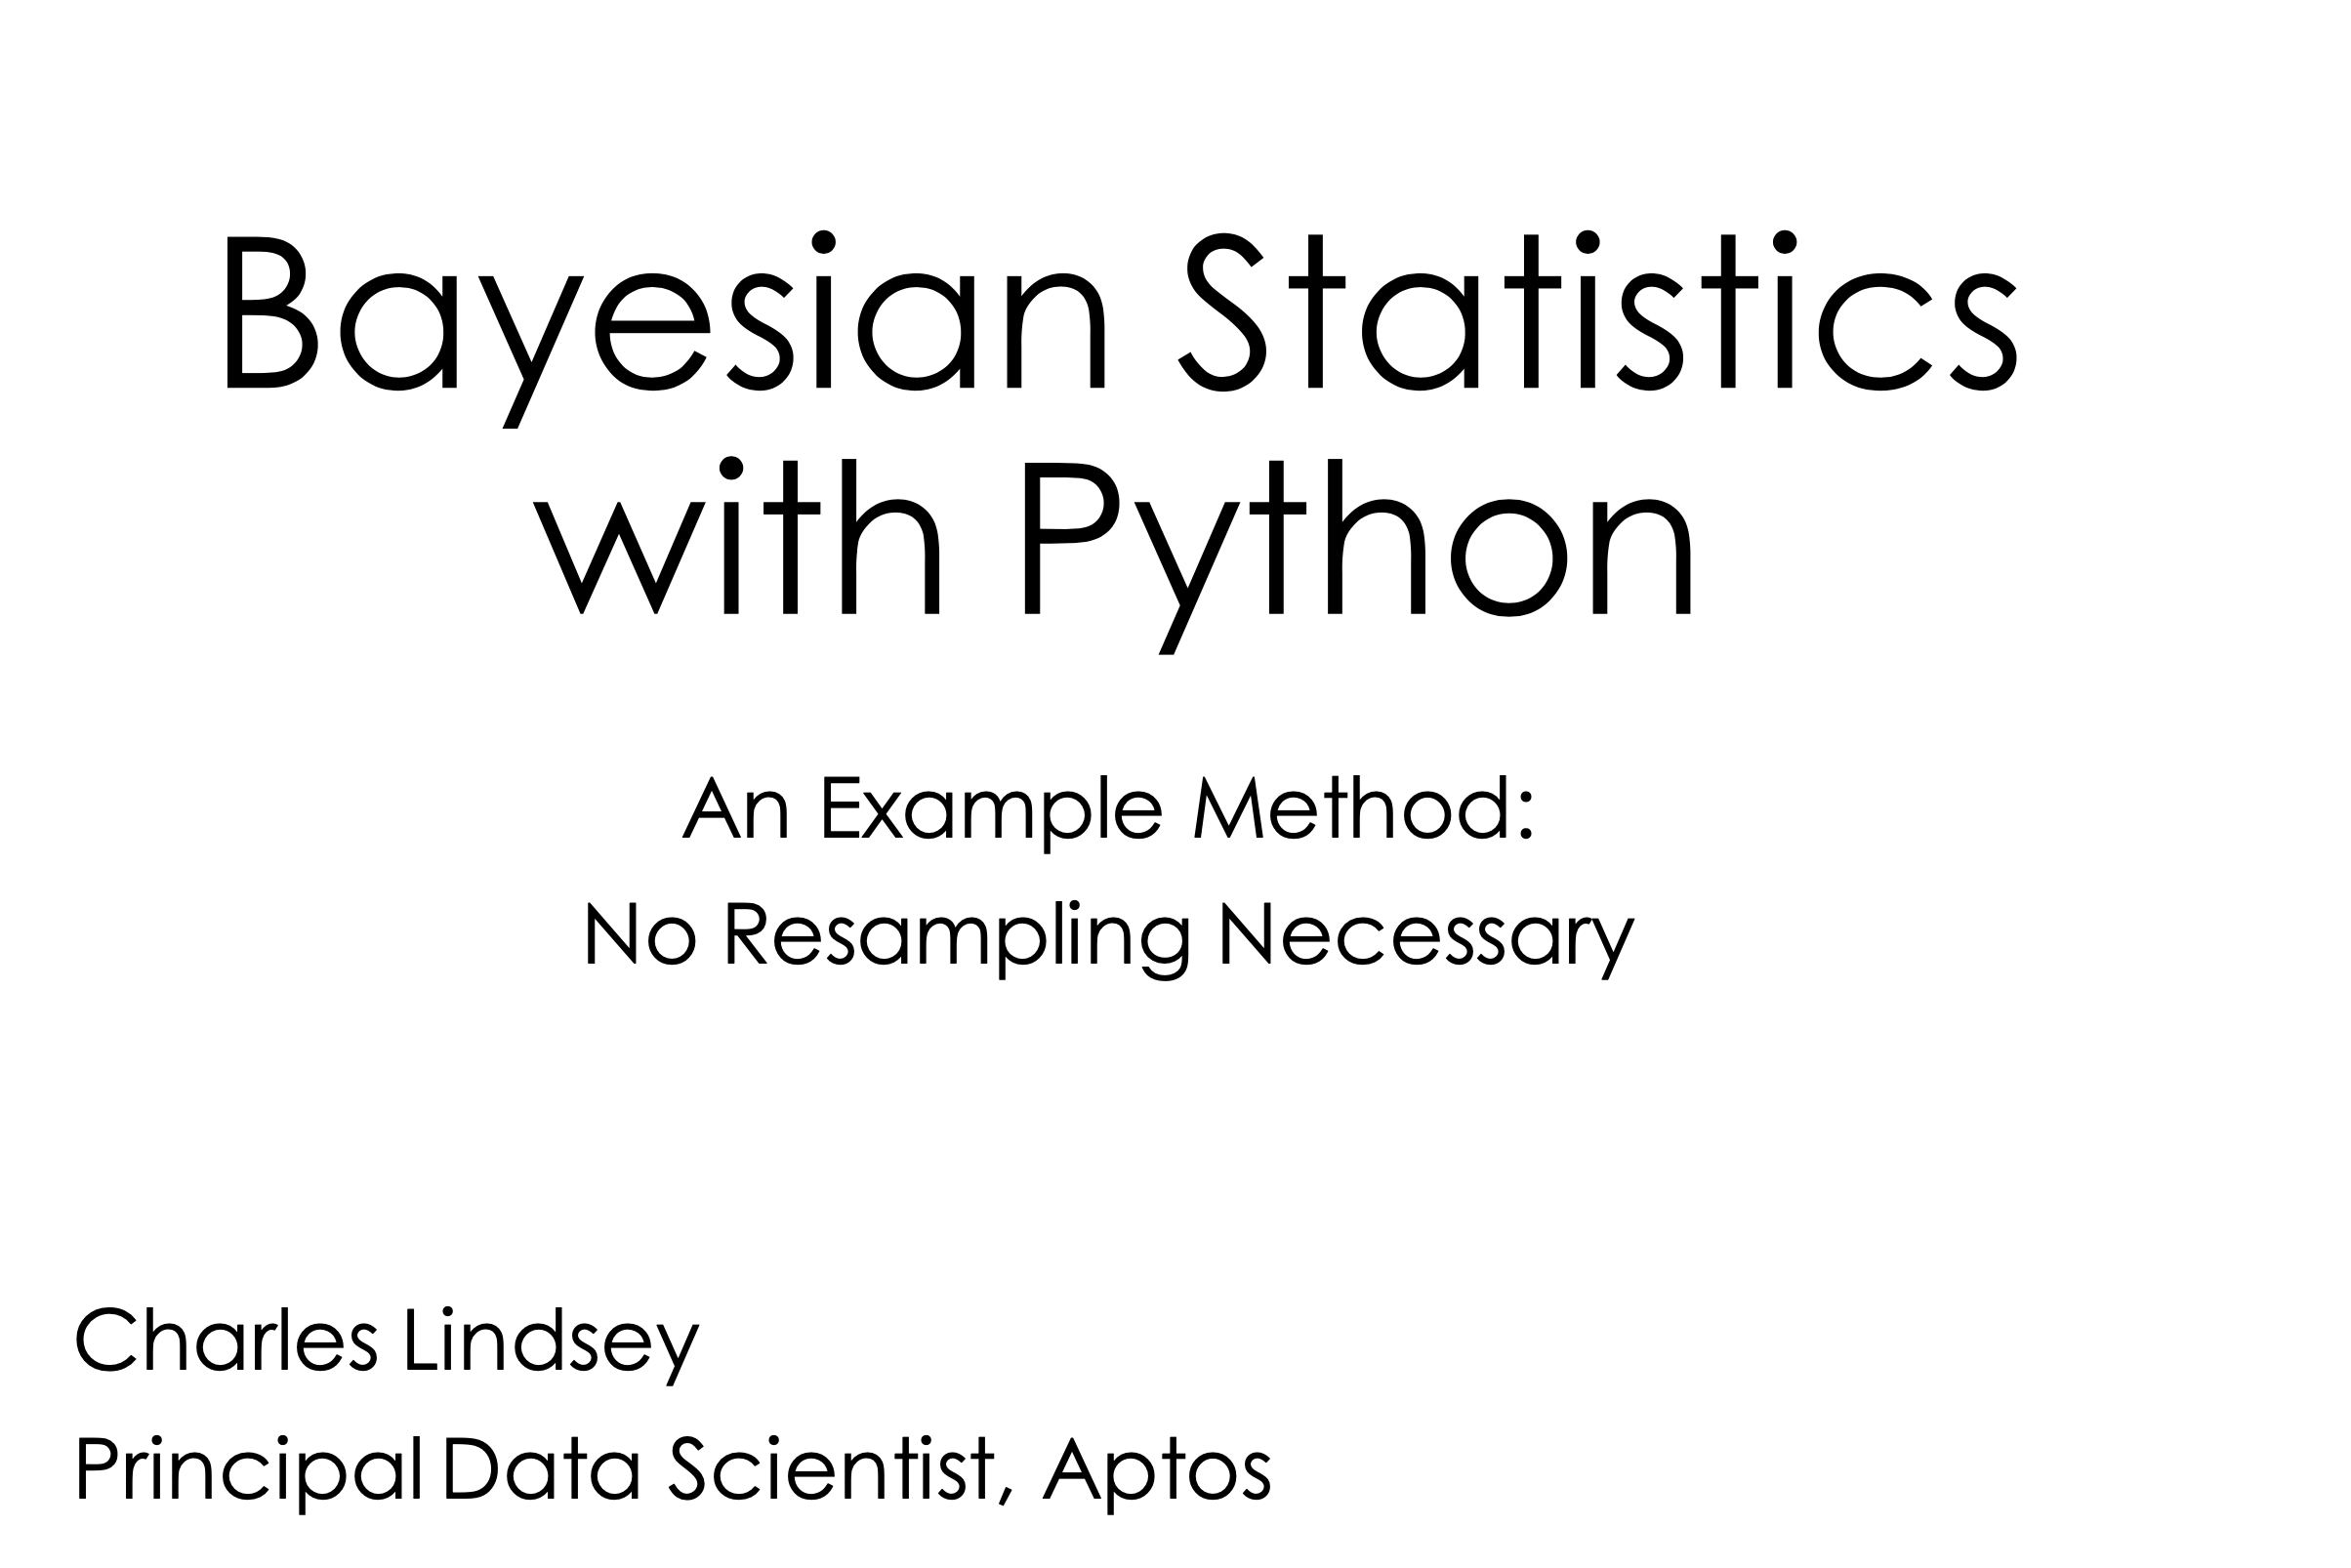 Bayesian Statistics
with Python
An Example Method:
No Resampling Necessary
Charles Lindsey
Principal Data Scientist, Aptos